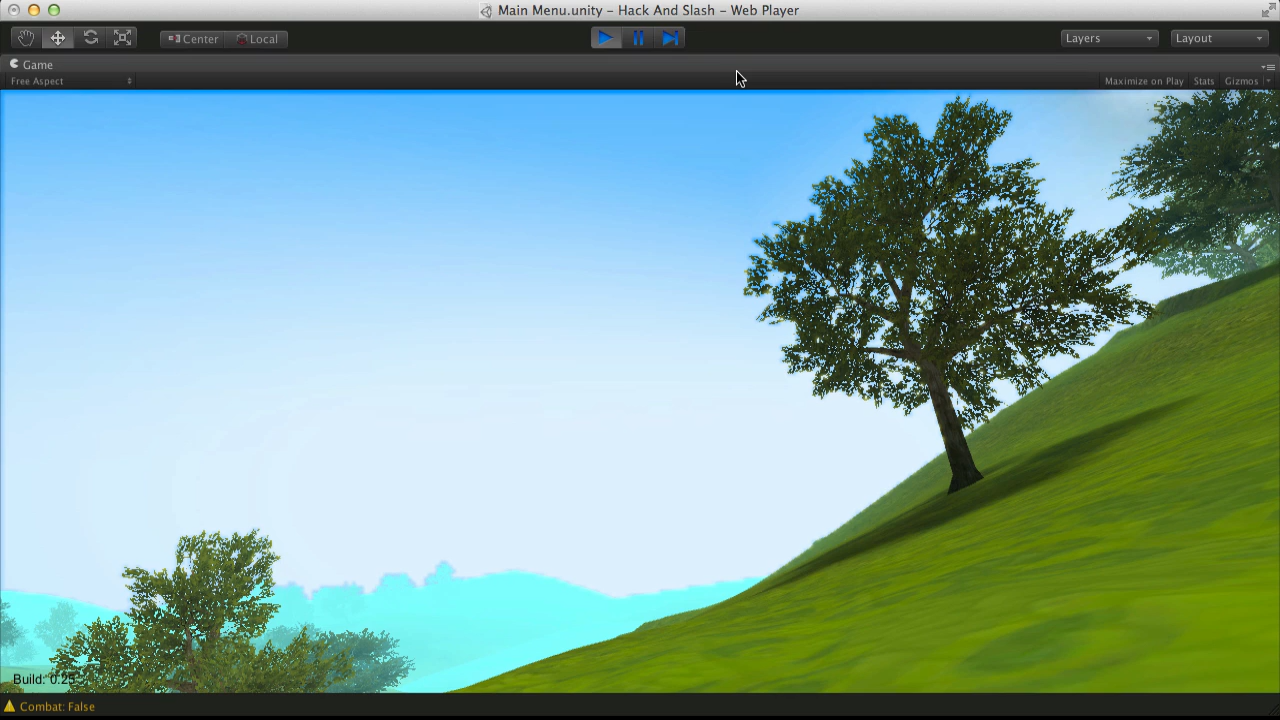 Main Menu.unity – Hack And Slash – Web Player
Center Local Layers Layout
Game
Free Aspect Maximize on Play Stats Gizmos
Build: 0.25
Combat: False